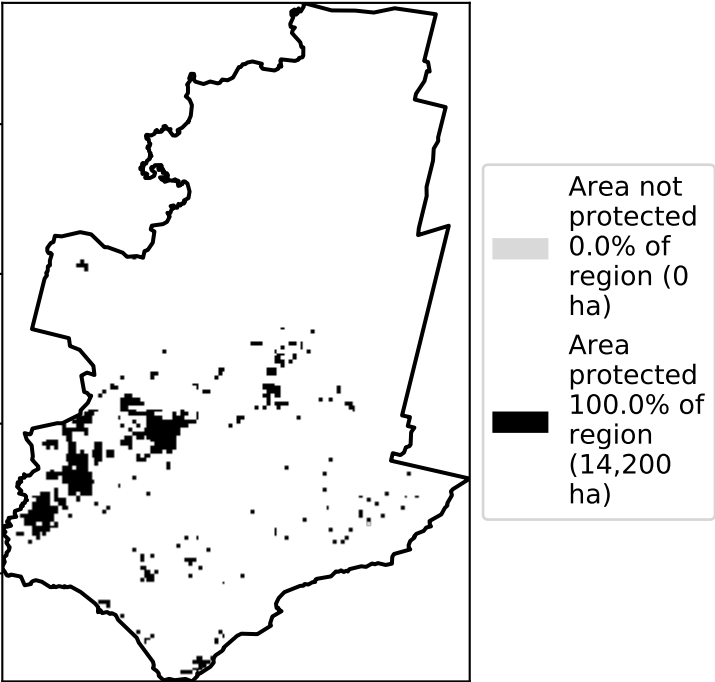 Area not
protected
0.0% of
region (0
ha)
Area
protected
100.0% of
region
(14,200
ha)